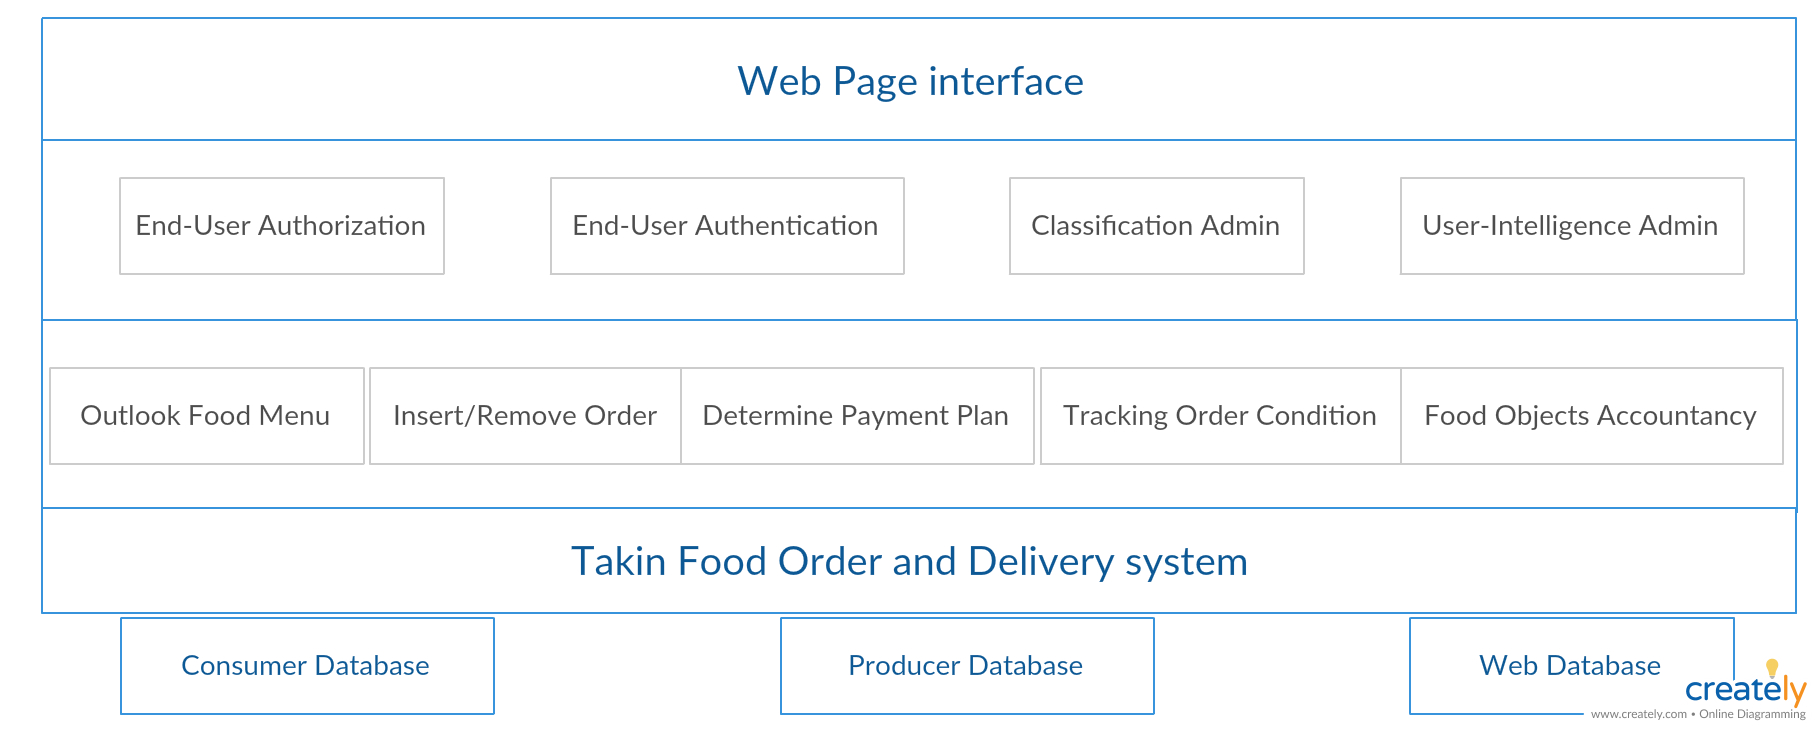 Web Page interface
End-User Authorization
End-User Authentication
Classification Admin
User-Intelligence Admin
Outlook Food Menu
Insert/Remove Order
Determine Payment Plan
Tracking Order Condition
Food Objects Accountancy
Takin Food Order and Delivery system
Consumer Database
Producer Database
Web Database
creately
www.creately.com • Online Diagramming